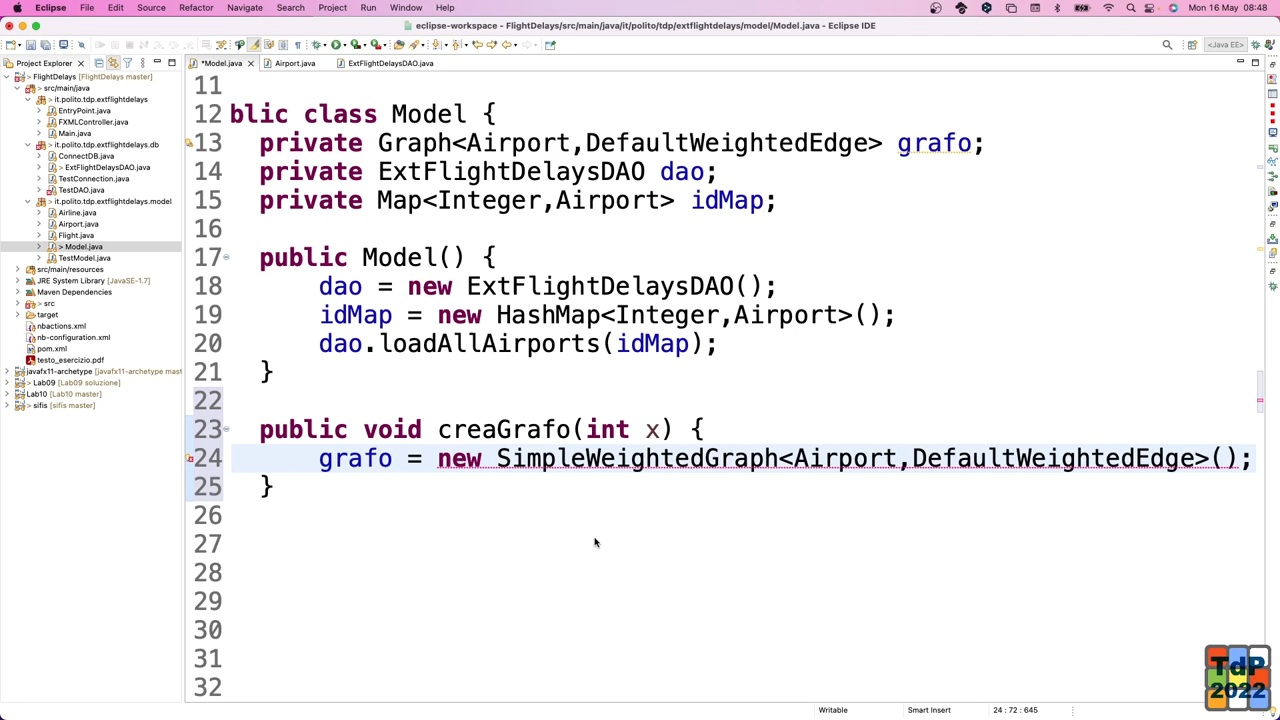 Eclipse File Edit Source Refactor Navigate Search Project Run Window Help Mon 16 May 08:48
eclipse-workspace - FlightDelays/src/main/java/it/polito/tdp/extflightdelays/model/Model.java - Eclipse IDE
<Java EE>
Project Explorer
*Model.java Airport.java ExtFlightDelaysDAO.java
FlightDelays [FlightDelays master]
src/main/java
it.polito.tdp.extflightdelays
EntryPoint.java
FXMLController.java
Main.java
it.polito.tdp.extflightdelays.db
ConnectDB.java
> ExtFlightDelaysDAO.java
TestConnection.java
TestDAO.java
it.polito.tdp.extflightdelays.model
Airline.java
Airport.java
Flight.java
> Model.java
TestModel.java
src/main/resources
JRE System Library [JavaSE-1.7]
Maven Dependencies
> src
target
nbactions.xml
nb-configuration.xml
pom.xml
testo_esercizio.pdf
javafx11-archetype [javafx11-archetype mast
> Lab09 [Lab09 soluzione]
Lab10 [Lab10 master]
> sifis [sifis master]
11
12 blic class Model {
13 private Graph<Airport,DefaultWeightedEdge> grafo;
14 private ExtFlightDelaysDAO dao;
15 private Map<Integer,Airport> idMap;
16
17 public Model() {
18 dao = new ExtFlightDelaysDAO();
19 idMap = new HashMap<Integer,Airport>();
20 dao.loadAllAirports(idMap);
21 }
22
23 public void creaGrafo(int x) {
24 grafo = new SimpleWeightedGraph<Airport,DefaultWeightedEdge>();
25 }
26
27
28
29
30
31
32
Writable Smart Insert 24 : 72 : 645
TdP
2022